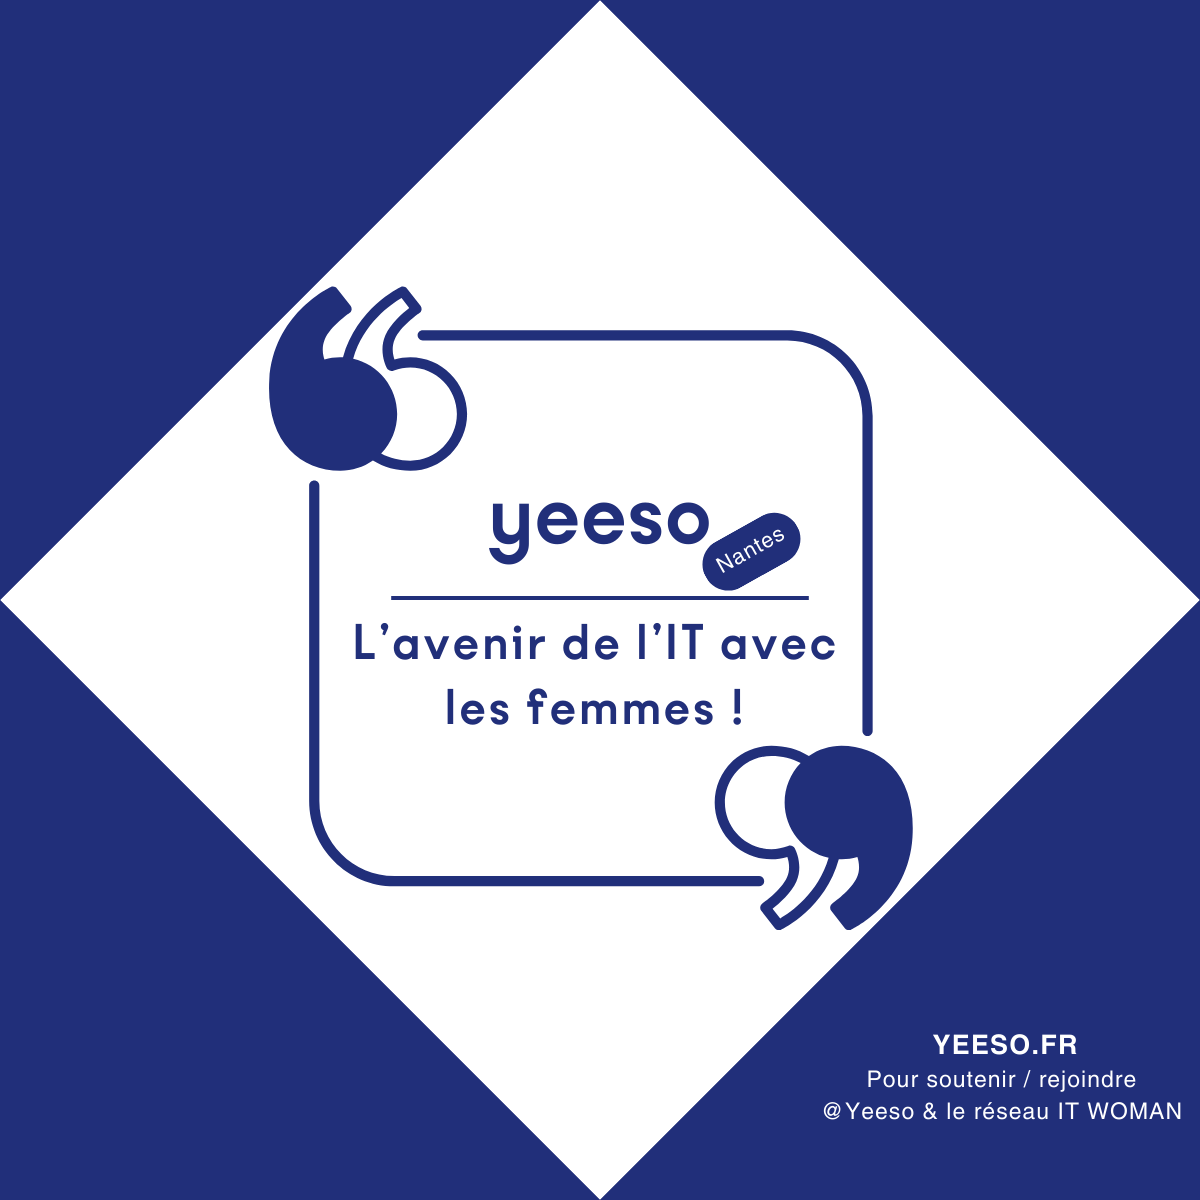 yeeso
Nantes
L’avenir de l’IT avec
les femmes !
YEESO.FR
Pour soutenir / rejoindre
@Yeeso & le réseau IT WOMAN